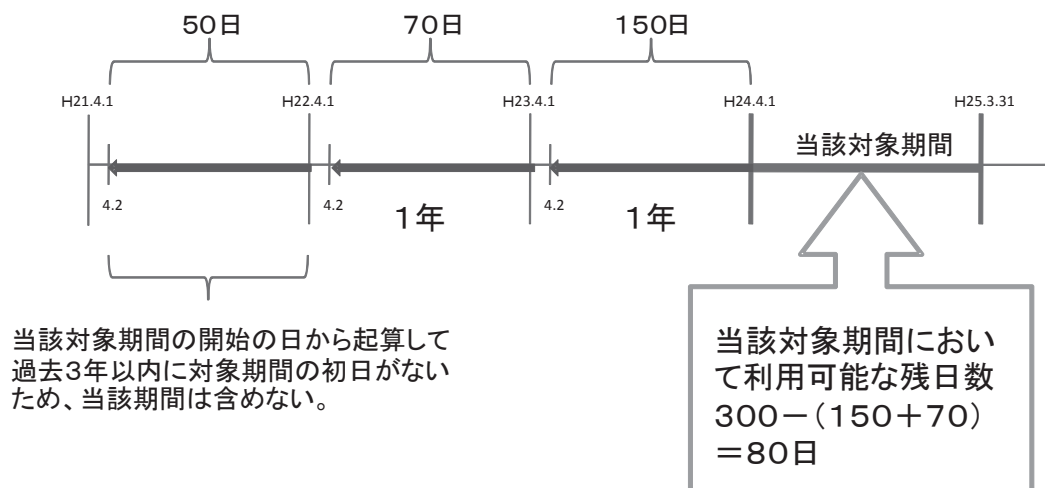 50日 70日 150日
H21.4.1 H22.4.1 H23.4.1 H24.4.1 H25.3.31
当該対象期間
4.2 4.2 4.2
1年 1年
当該対象期間の開始の日から起算して
過去3年以内に対象期間の初日がない
ため、当該期間は含めない。
当該対象期間におい
て利用可能な残日数
300-(150+70)
=80日